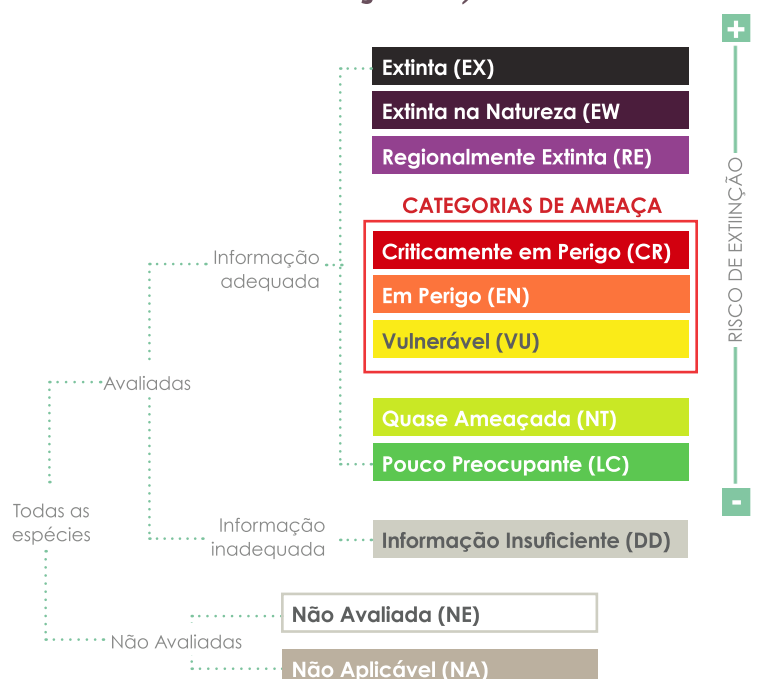 +
Extinta (EX)
Extinta na Natureza (EW
Regionalmente Extinta (RE)
CATEGORIAS DE AMEAÇA
Criticamente em Perigo (CR)
Em Perigo (EN)
Vulnerável (VU)
Quase Ameaçada (NT)
Pouco Preocupante (LC)
Informação Insuficiente (DD)
Não Avaliada (NE)
Não Aplicável (NA)
Informação
adequada
Avaliadas
Todas as
espécies
Informação
inadequada
Não Avaliadas
RISCO DE EXTIINÇÃO
-